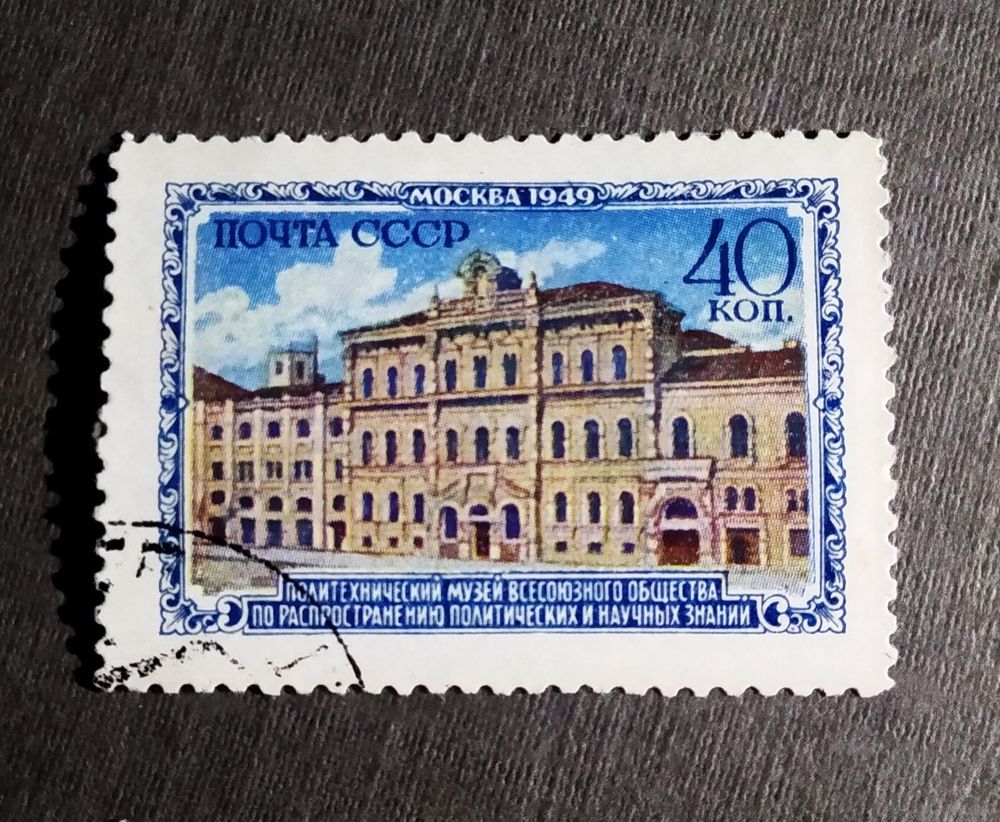 МОСКВА 1949
ПОЧТА СССР
40
КОП.
ПОЛИТЕХНИЧЕСКИЙ МУЗЕЙ ВСЕСОЮЗНОГО ОБЩЕСТВА
ПО РАСПРОСТРАНЕНИЮ ПОЛИТИЧЕСКИХ И НАУЧНЫХ ЗНАНИЙ